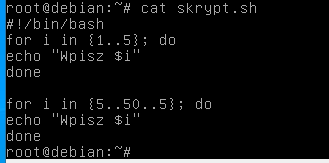 root@debian:~# cat skrypt.sh
#!/bin/bash
for i in {1..5}; do
echo "Wpisz $i"
done

for i in {5..50..5}; do
echo "Wpisz $i"
done
root@debian:~#